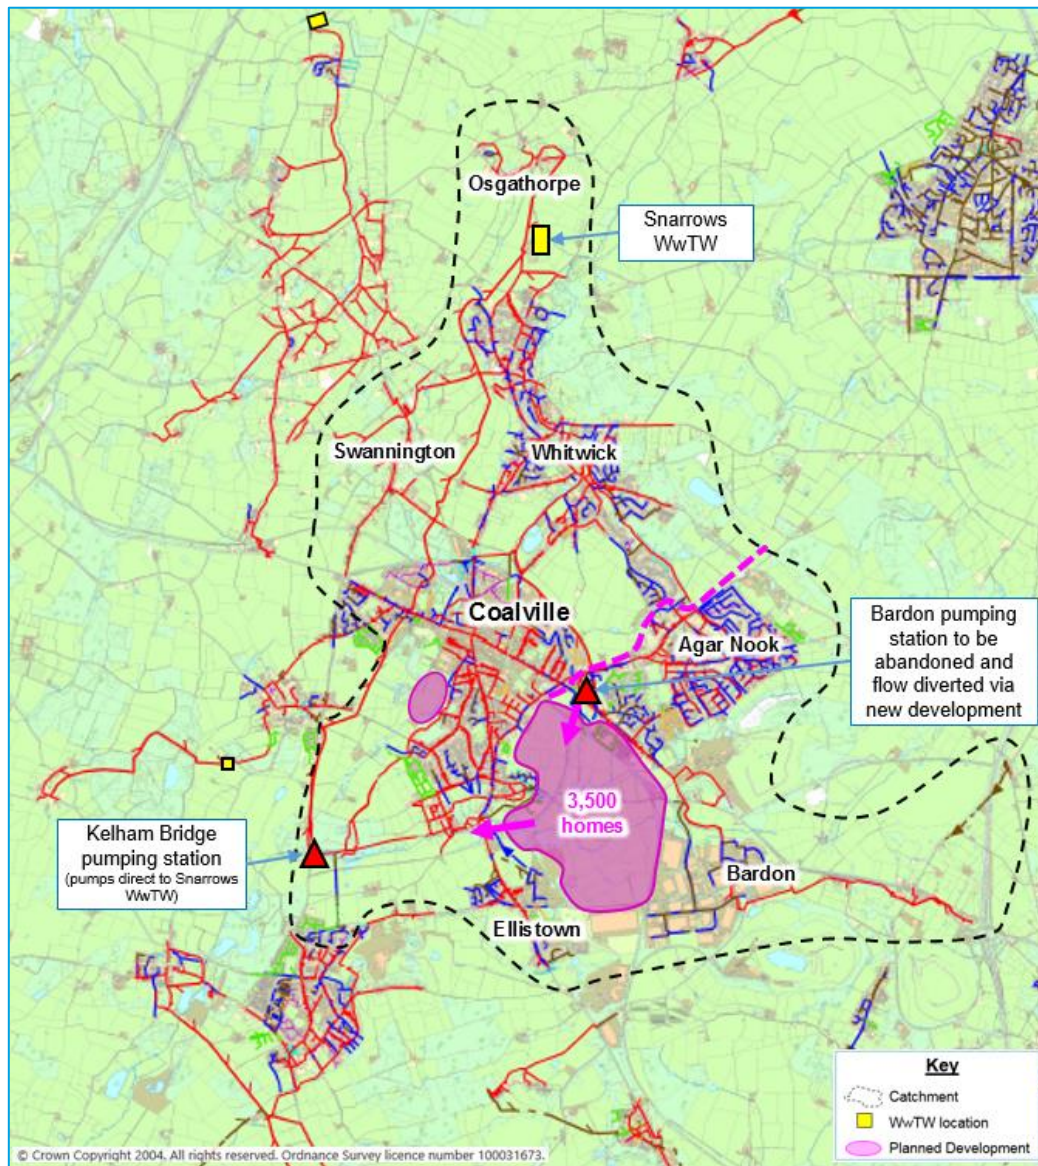 Osgathorpe
Snarrows
WwTW
Swannington
Whitwick
Coalville
Agar Nook
Bardon pumping
station to be
abandoned and
flow diverted via
new development
3,500
homes
Kelham Bridge
pumping station
(pumps direct to Snarrows
WwTW)
Bardon
Ellistown
Key
Catchment
WwTW location
Planned Development
© Crown Copyright 2004. All rights reserved. Ordnance Survey licence number 100031673.